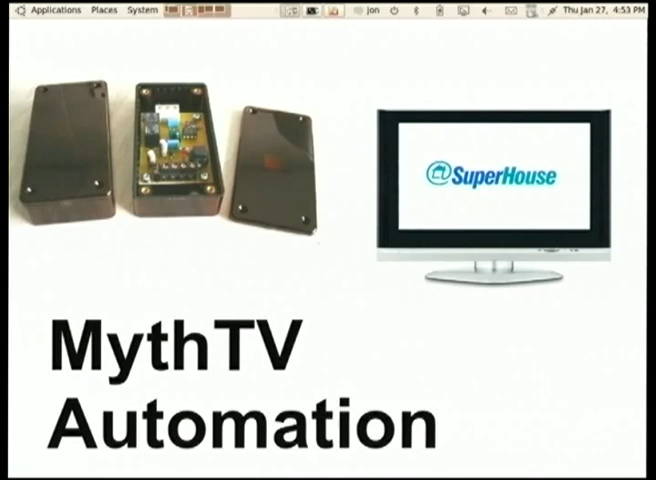 Applications Places System jon Thu Jan 27, 4:53 PM
@SuperHouse
MythTV
Automation